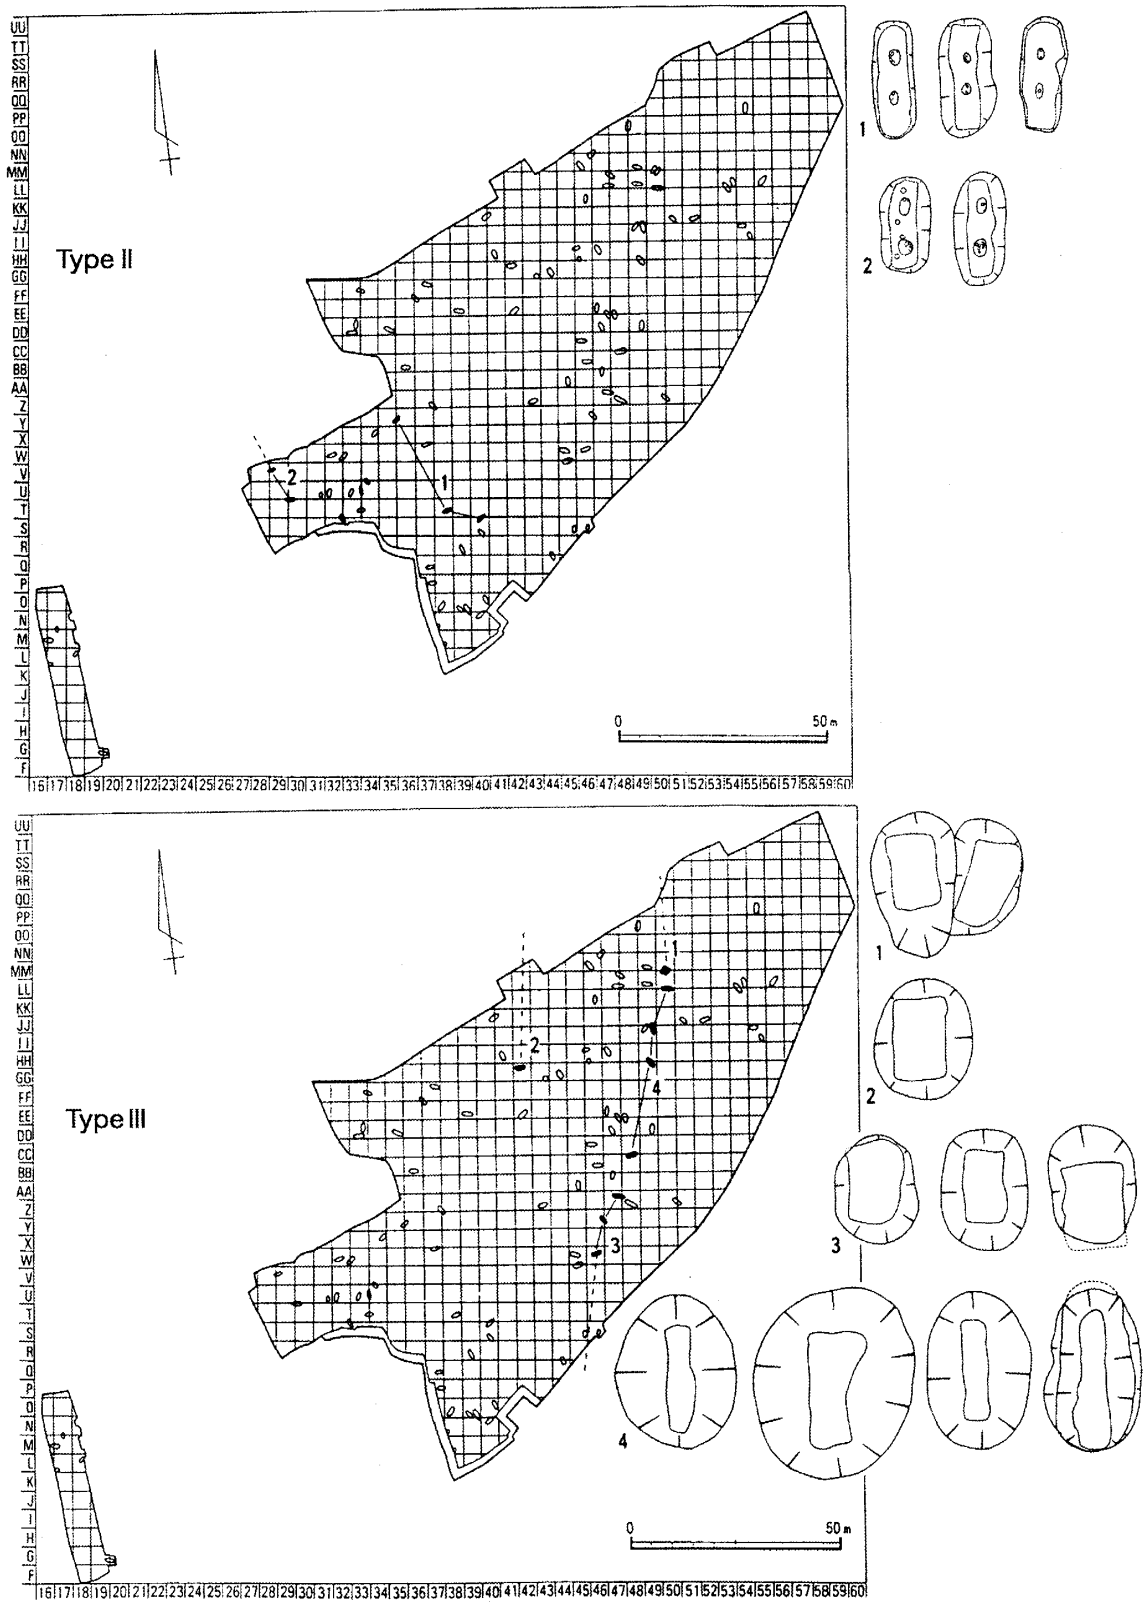 UU
TT
SS
RR
QQ
PP
OO
NN
MM
LL
KK
JJ
II
HH
GG
FF
EE
DD
CC
BB
AA
Z
Y
X
W
V
U
T
S
R
Q
P
O
N
M
L
K
J
I
H
G
F
Type II
2
1
0 50 m
16 17 18 19 20 21 22 23 24 25 26 27 28 29 30 31 32 33 34 35 36 37 38 39 40 41 42 43 44 45 46 47 48 49 50 51 52 53 54 55 56 57 58 59 60
1
2
UU
TT
SS
RR
QQ
PP
OO
NN
MM
LL
KK
JJ
II
HH
GG
FF
EE
DD
CC
BB
AA
Z
Y
X
W
V
U
T
S
R
Q
P
O
N
M
L
K
J
I
H
G
F
Type III
1
2
4
3
0 50 m
16 17 18 19 20 21 22 23 24 25 26 27 28 29 30 31 32 33 34 35 36 37 38 39 40 41 42 43 44 45 46 47 48 49 50 51 52 53 54 55 56 57 58 59 60
1
2
3
4